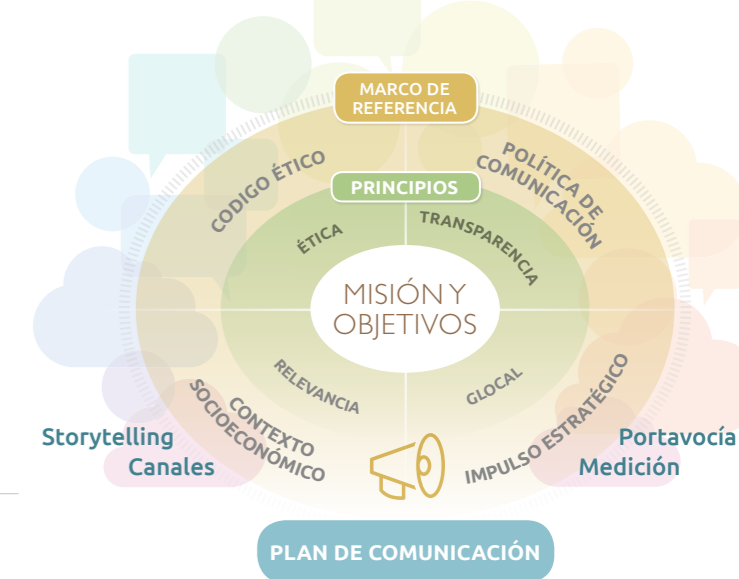 MARCO DE
REFERENCIA
CODIGO ÉTICO
POLÍTICA DE
COMUNICACIÓN
PRINCIPIOS
ÉTICA
TRANSPARENCIA
MISIÓN Y
OBJETIVOS
RELEVANCIA
GLOCAL
CONTEXTO
SOCIOECONÓMICO
IMPULSO ESTRATÉGICO
Storytelling
Canales
Portavocía
Medición
PLAN DE COMUNICACIÓN